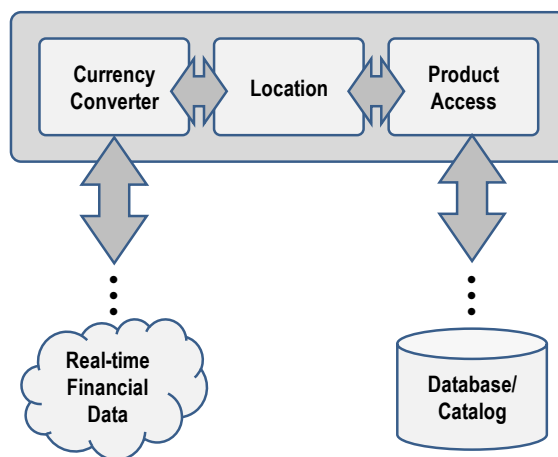 Currency
Converter
Location
Product
Access
Real-time
Financial
Data
Database/
Catalog